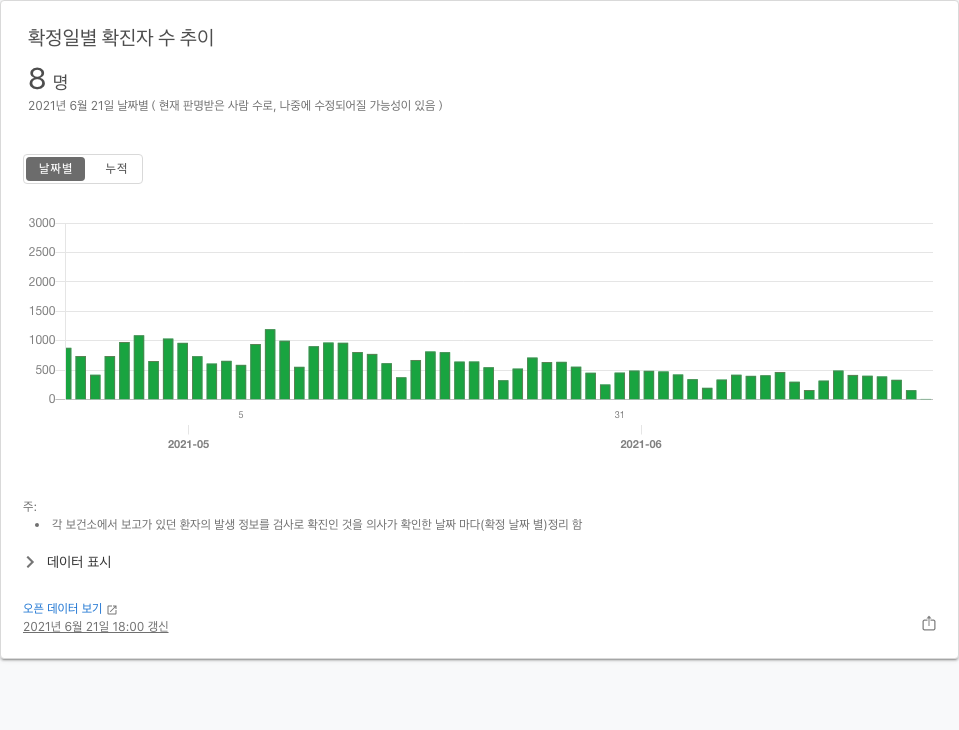 확정일별 확진자 수 추이
8 명
2021년 6월 21일 날짜별 ( 현재 판명받은 사람 수로, 나중에 수정되어질 가능성이 있음 )
날짜별 누적
3000
2500
2000
1500
1000
500
0
5 31
2021-05 2021-06
주:
• 각 보건소에서 보고가 있던 환자의 발생 정보를 검사로 확진인 것을 의사가 확인한 날짜 마다(확정 날짜 별)정리 함
데이터 표시
오픈 데이터 보기
2021년 6월 21일 18:00 갱신